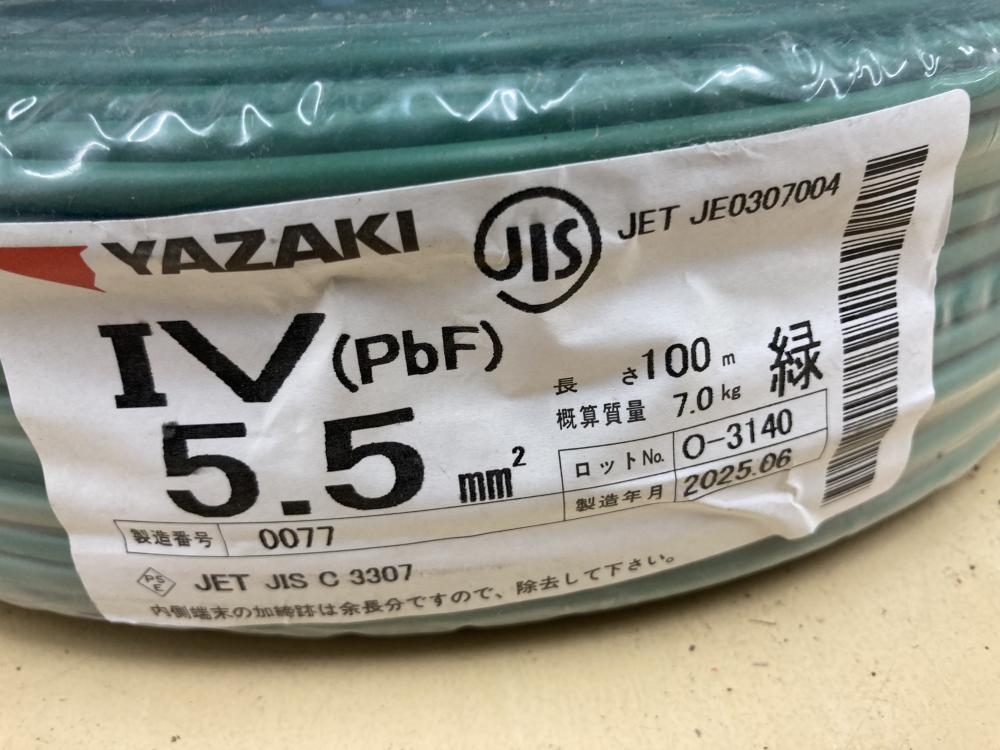 YAZAKI
JIS
JET JE0307004
IV (PbF)
5.5 mm²
長さ 100 m
緑
概算質量 7.0 kg
ロットNo. O-3140
製造年月 2025.06
製造番号 0077
PSE JET JIS C 3307
内側端末の加締跡は余長分ですので、除去して下さい。